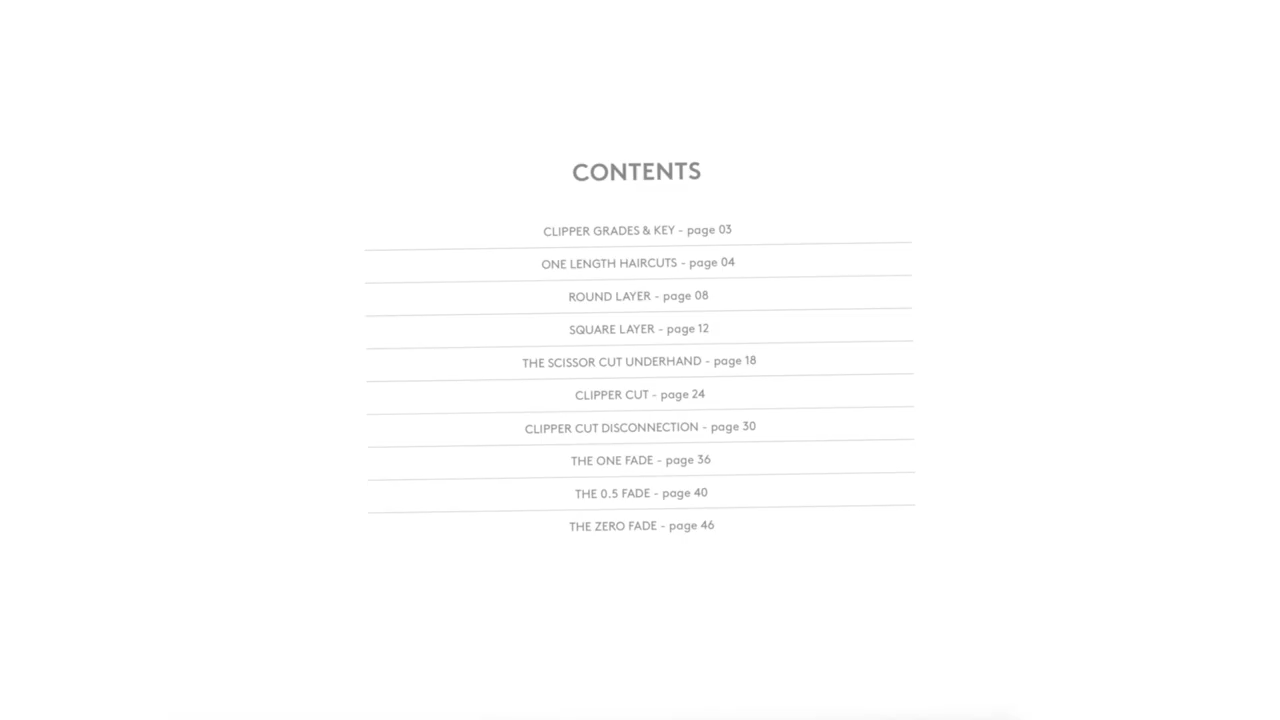 CONTENTS
CLIPPER GRADES & KEY - page 03
ONE LENGTH HAIRCUTS - page 04
ROUND LAYER - page 08
SQUARE LAYER - page 12
THE SCISSOR CUT UNDERHAND - page 18
CLIPPER CUT - page 24
CLIPPER CUT DISCONNECTION - page 30
THE ONE FADE - page 36
THE 0.5 FADE - page 40
THE ZERO FADE - page 46